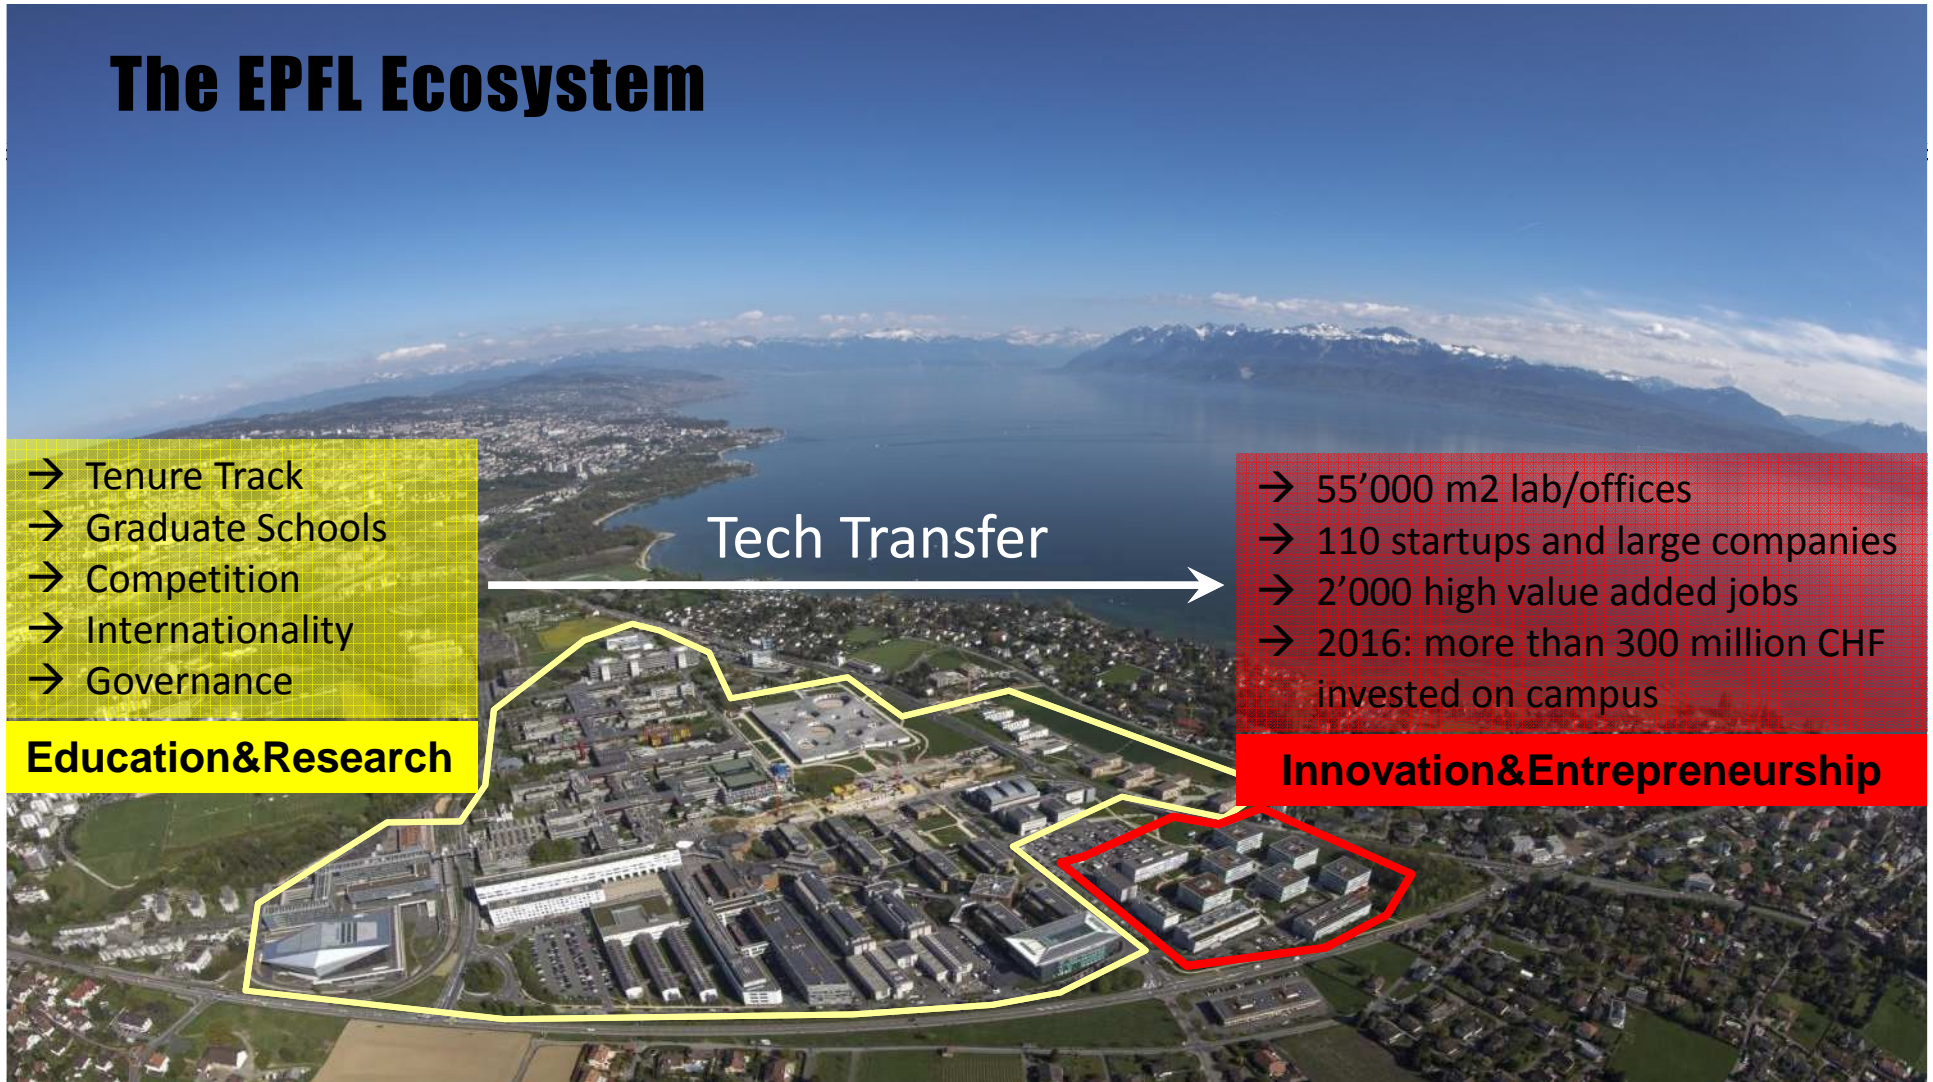 The EPFL Ecosystem
→ Tenure Track
→ Graduate Schools
→ Competition
→ Internationality
→ Governance
Education&Research
Tech Transfer
→ 55’000 m2 lab/offices
→ 110 startups and large companies
→ 2’000 high value added jobs
→ 2016: more than 300 million CHF
invested on campus
Innovation&Entrepreneurship